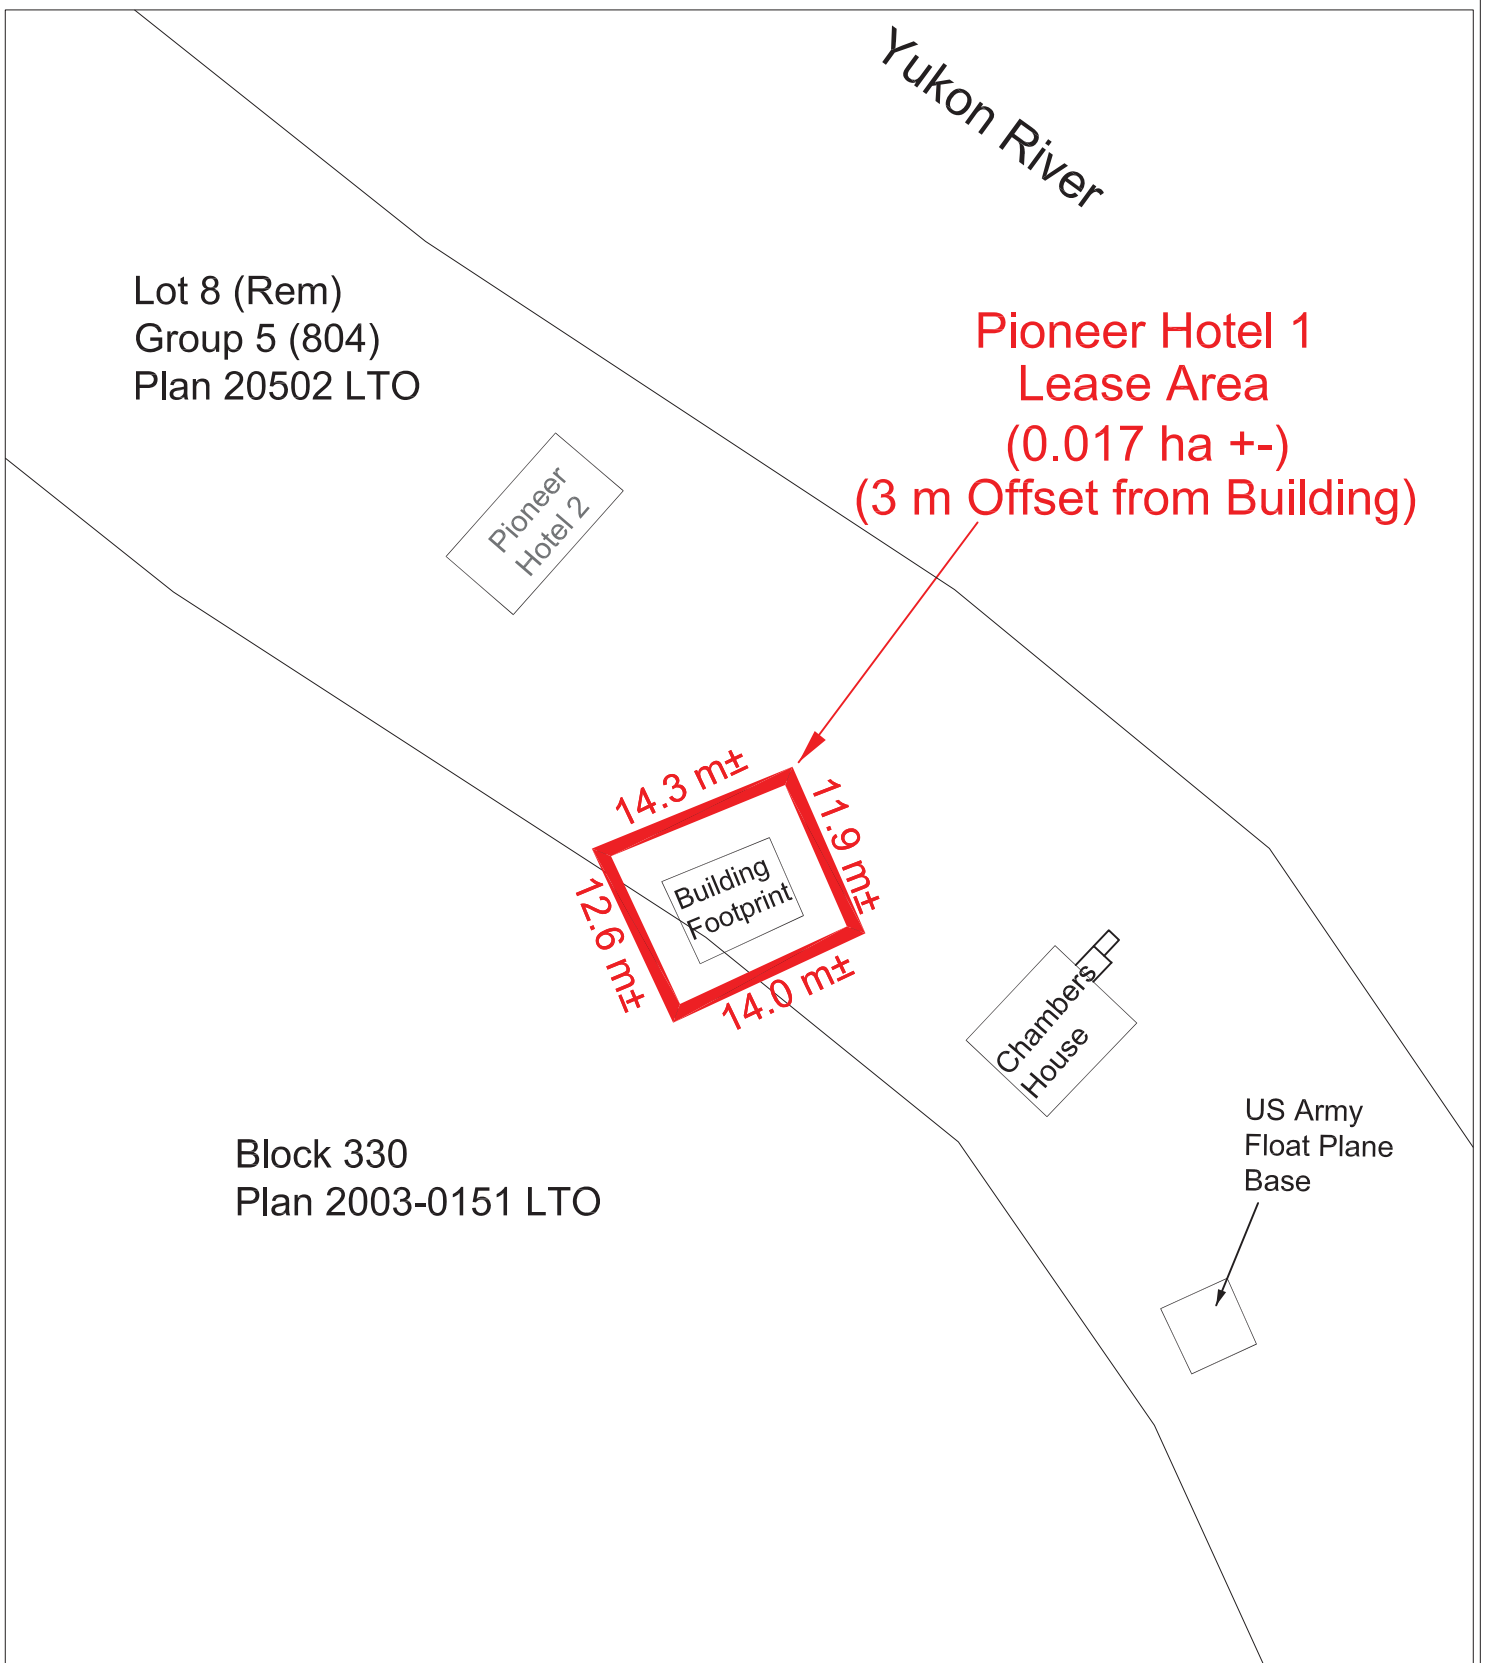 Yukon River
Lot 8 (Rem)
Group 5 (804)
Plan 20502 LTO
Pioneer Hotel 1
Lease Area
(0.017 ha +-)
(3 m Offset from Building)
Pioneer
Hotel 2
14.3 m±
11.9 m±
Building
Footprint
12.6 m±
14.0 m±
Chambers
House
US Army
Float Plane
Base
Block 330
Plan 2003-0151 LTO